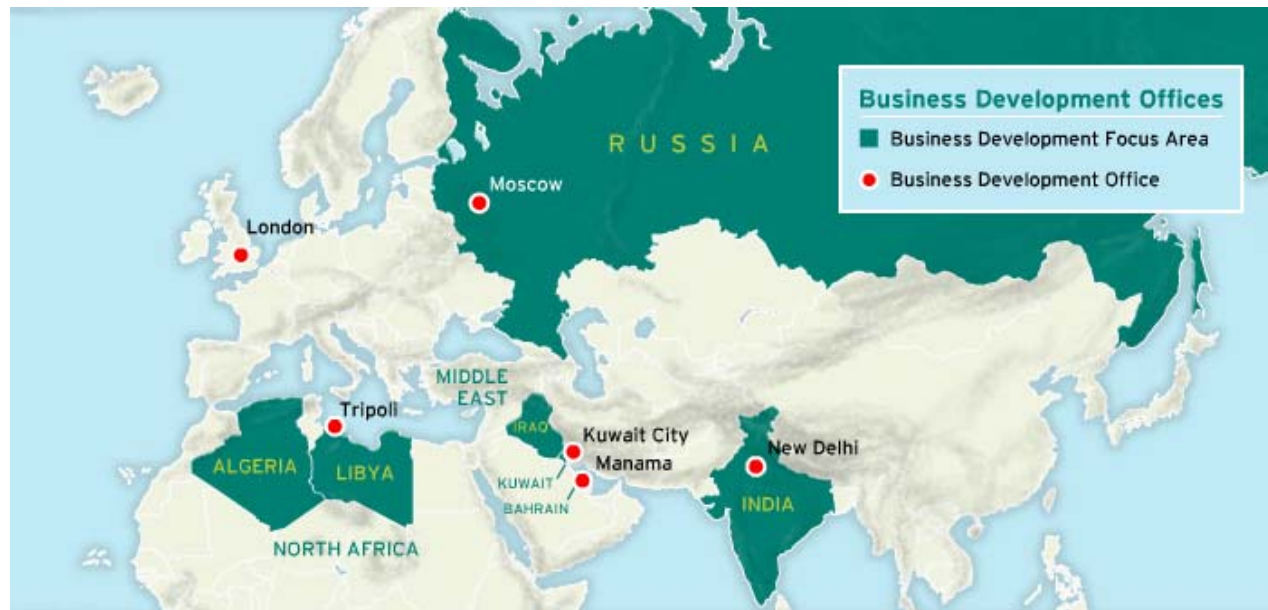 Business Development Offices
Business Development Focus Area
Business Development Office
R U S S I A
Moscow
London
MIDDLE
EAST
Tripoli
IRAQ
Kuwait City
Manama
New Delhi
ALGERIA
LIBYA
KUWAIT
BAHRAIN
INDIA
NORTH AFRICA